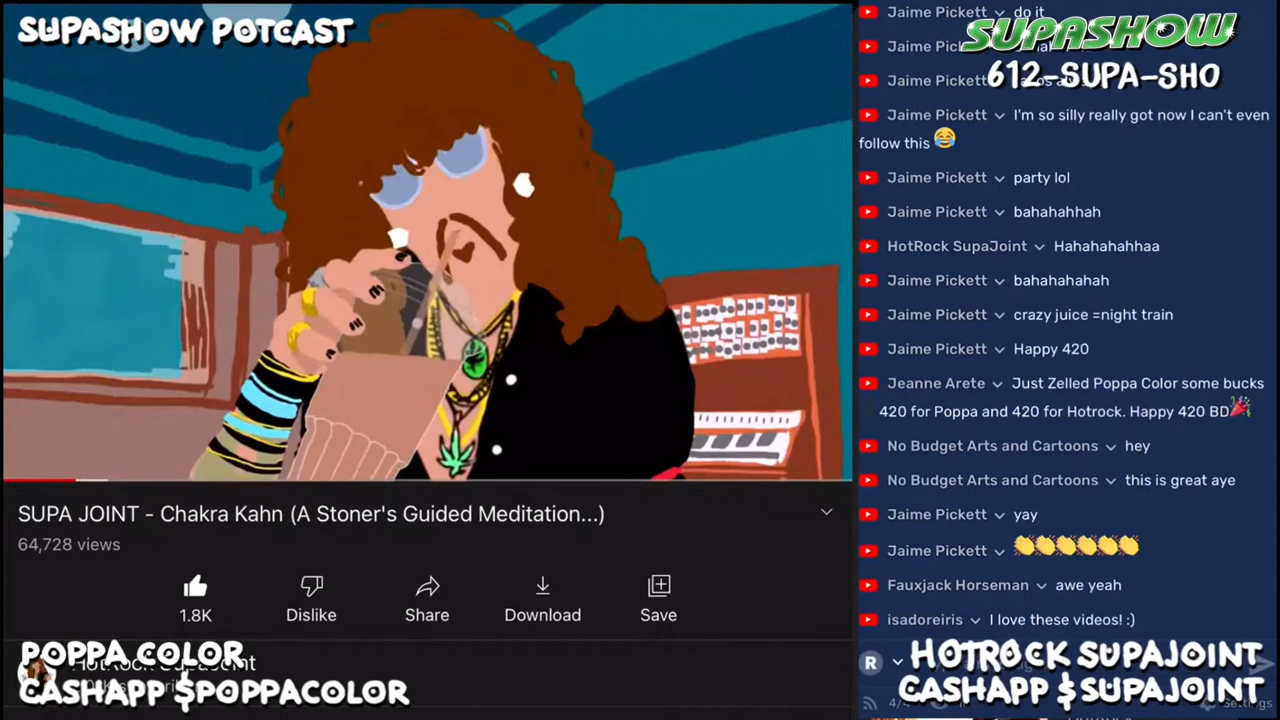 SUPASHOW POTCAST
SUPA JOINT - Chakra Kahn (A Stoner's Guided Meditation...)
64,728 views
1.8K
Dislike
Share
Download
Save
POPPA COLOR
CASHAPP $POPPACOLOR
Jaime Pickett do it
SUPASHOW
Jaime Pickett
612-SUPA-SHO
Jaime Pickett
Jaime Pickett I'm so silly really got now I can't even
follow this 😂
Jaime Pickett party lol
Jaime Pickett bahahahhah
HotRock SupaJoint Hahahahahhaa
Jaime Pickett bahahahahah
Jaime Pickett crazy juice =night train
Jaime Pickett Happy 420
Jeanne Arete Just Zelled Poppa Color some bucks
420 for Poppa and 420 for Hotrock. Happy 420 BD🎉
No Budget Arts and Cartoons hey
No Budget Arts and Cartoons this is great aye
Jaime Pickett yay
Jaime Pickett 👏👏👏👏👏👏
Fauxjack Horseman awe yeah
isadoreiris I love these videos! :)
R
HOTROCK SUPAJOINT
CASHAPP $SUPAJOINT
Settings